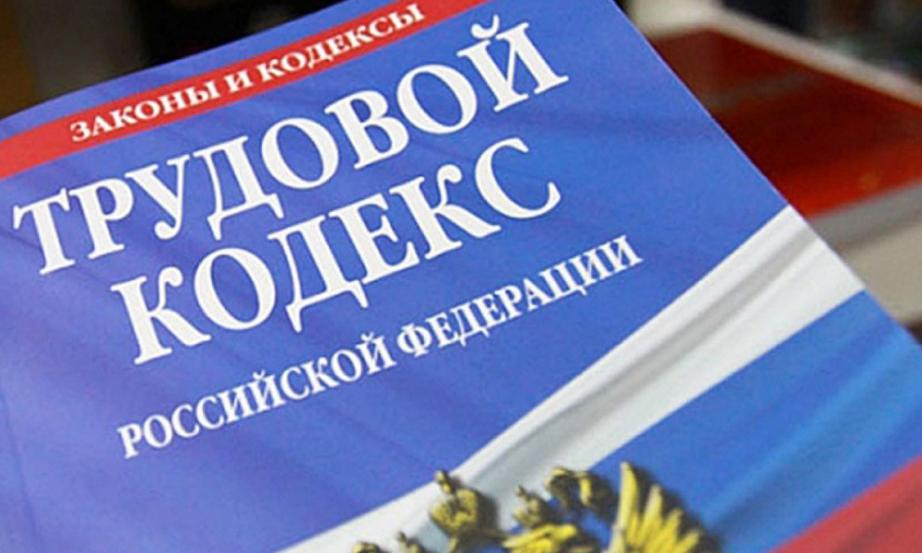 ЗАКОНЫ И КОДЕКСЫ
ТРУДОВОЙ
КОДЕКС
РОССИЙСКОЙ ФЕДЕРАЦИИ